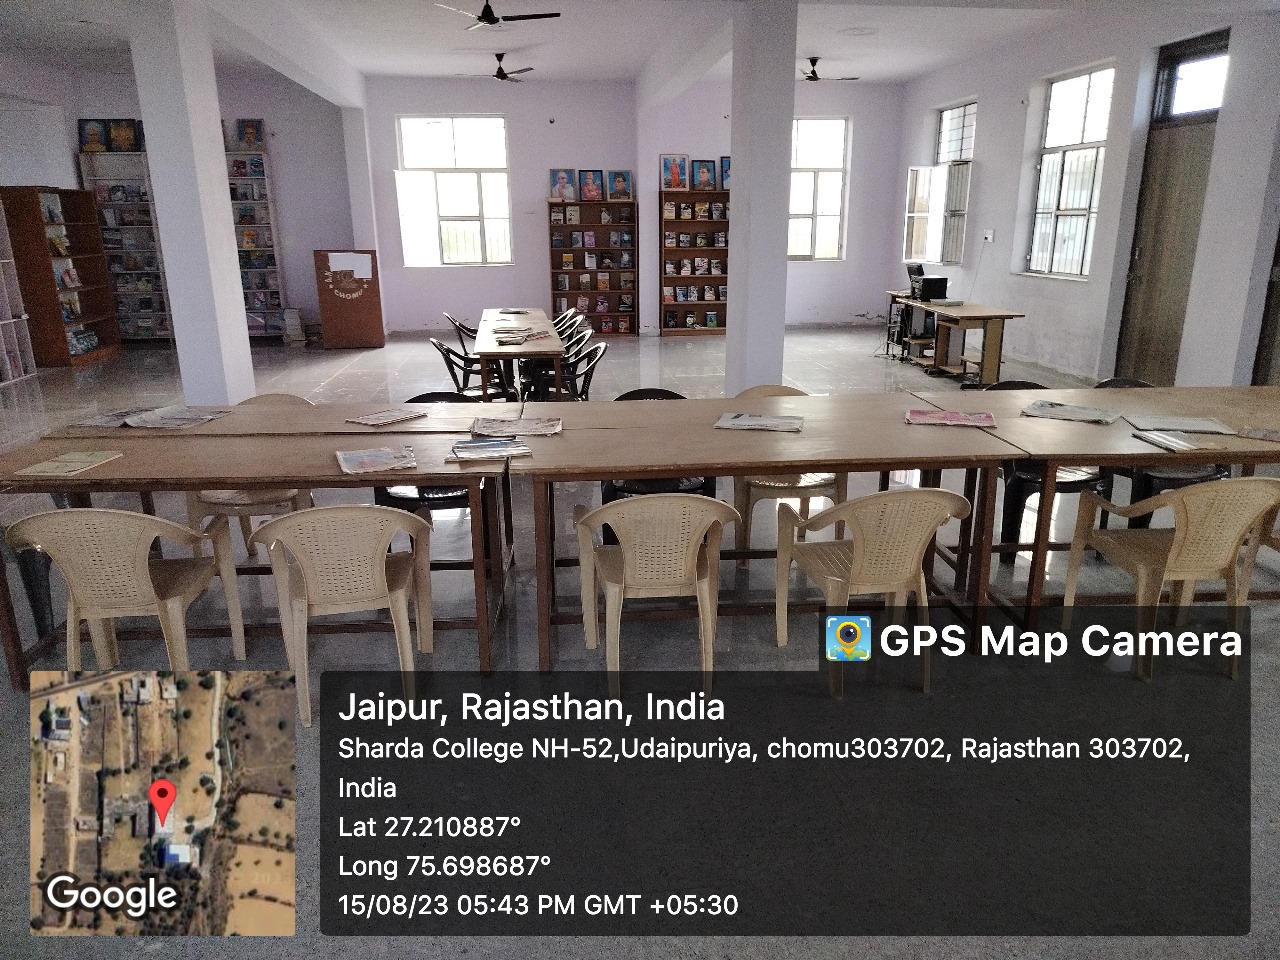 CHOMU
GPS Map Camera
Jaipur, Rajasthan, India
Sharda College NH-52,Udaipuriya, chomu303702, Rajasthan 303702,
India
Lat 27.210887°
Long 75.698687°
15/08/23 05:43 PM GMT +05:30
Google